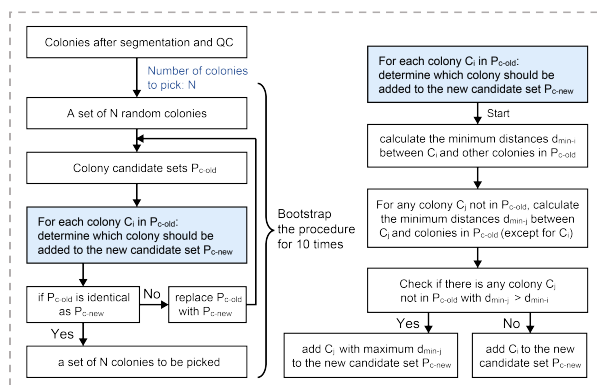 Colonies after segmentation and QC
Number of colonies
to pick: N
A set of N random colonies
Colony candidate sets Pc-old
For each colony Ci in Pc-old:
determine which colony should be
added to the new candidate set Pc-new
if Pc-old is identical
as Pc-new
No
replace Pc-old
with Pc-new
Yes
a set of N colonies to be picked
Bootstrap
the procedure
for 10 times
For each colony Ci in Pc-old:
determine which colony should be
added to the new candidate set Pc-new
Start
calculate the minimum distances dmin-i
between Ci and other colonies in Pc-old
For any colony Cj not in Pc-old, calculate
the minimum distances dmin-j between
Cj and colonies in Pc-old (except for Ci)
Check if there is any colony Cj
not in Pc-old with dmin-j > dmin-i
Yes
No
add Cj with maximum dmin-j
to the new candidate set Pc-new
add Ci to the new
candidate set Pc-new